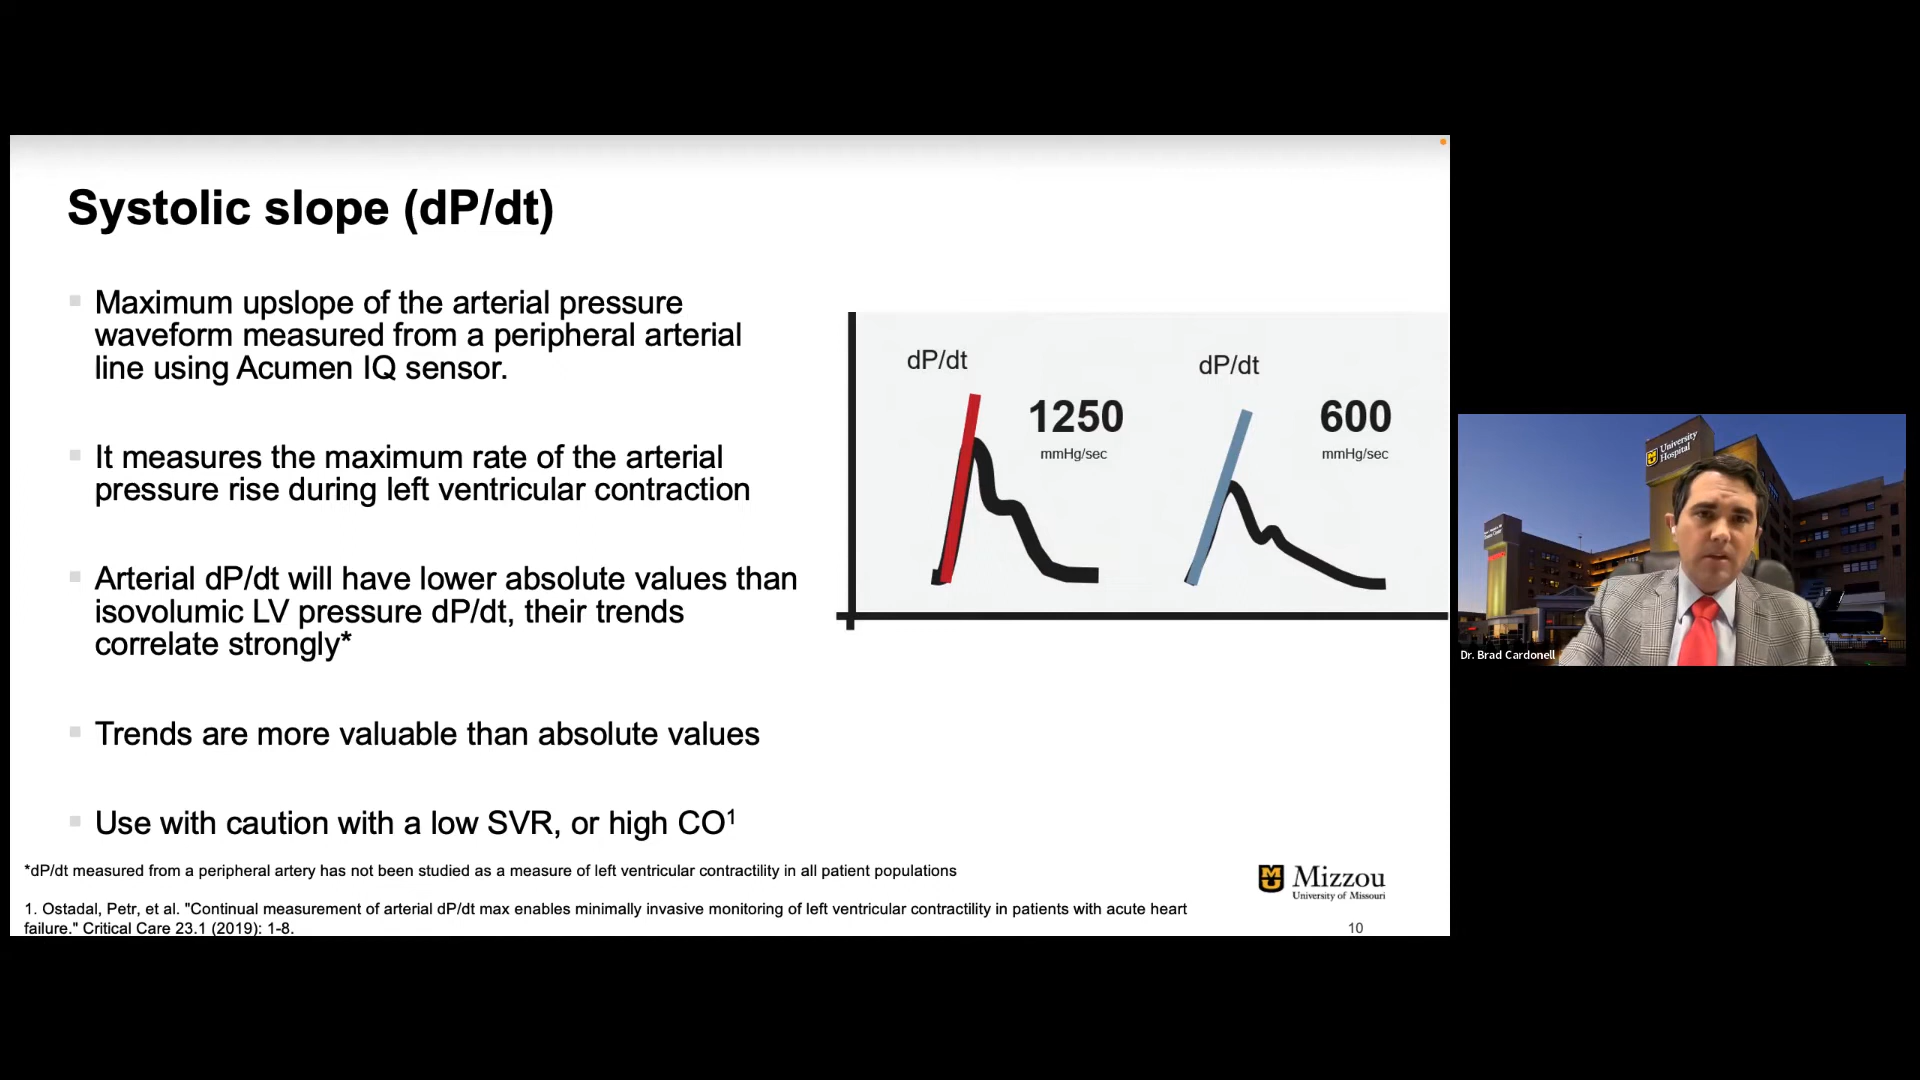 Systolic slope (dP/dt)
Maximum upslope of the arterial pressure
waveform measured from a peripheral arterial
line using Acumen IQ sensor.
It measures the maximum rate of the arterial
pressure rise during left ventricular contraction
Arterial dP/dt will have lower absolute values than
isovolumic LV pressure dP/dt, their trends
correlate strongly*
Trends are more valuable than absolute values
Use with caution with a low SVR, or high CO¹
dP/dt
1250
mmHg/sec
dP/dt
600
mmHg/sec
*dP/dt measured from a peripheral artery has not been studied as a measure of left ventricular contractility in all patient populations
1. Ostadal, Petr, et al. "Continual measurement of arterial dP/dt max enables minimally invasive monitoring of left ventricular contractility in patients with acute heart
failure." Critical Care 23.1 (2019): 1-8.
Mizzou
University of Missouri
10
University
Hospital
Dr. Brad Cardonell